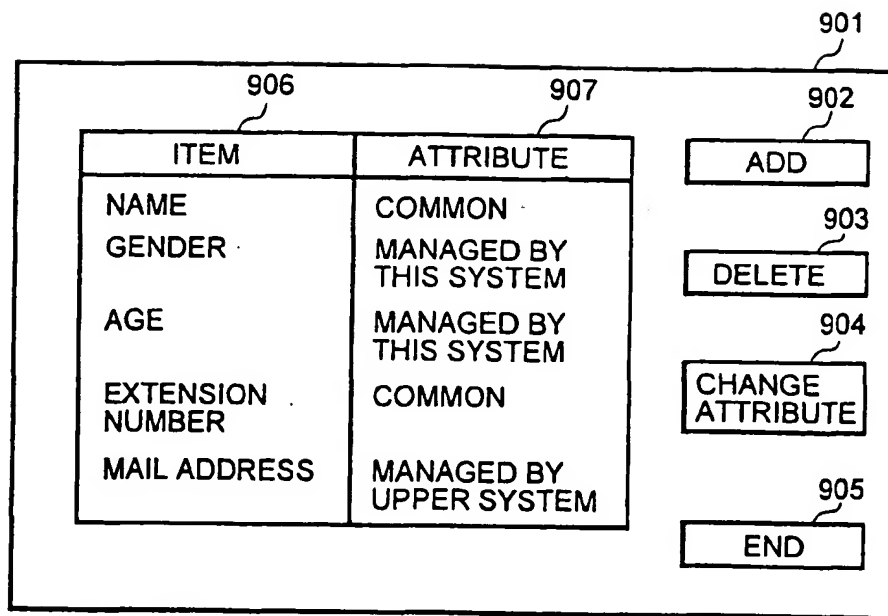 901
906
907
902
ITEM
ATTRIBUTE
ADD
NAME
COMMON
903
GENDER
MANAGED BY
THIS SYSTEM
DELETE
AGE
MANAGED BY
THIS SYSTEM
904
EXTENSION
NUMBER
COMMON
CHANGE
ATTRIBUTE
MAIL ADDRESS
MANAGED BY
UPPER SYSTEM
905
END